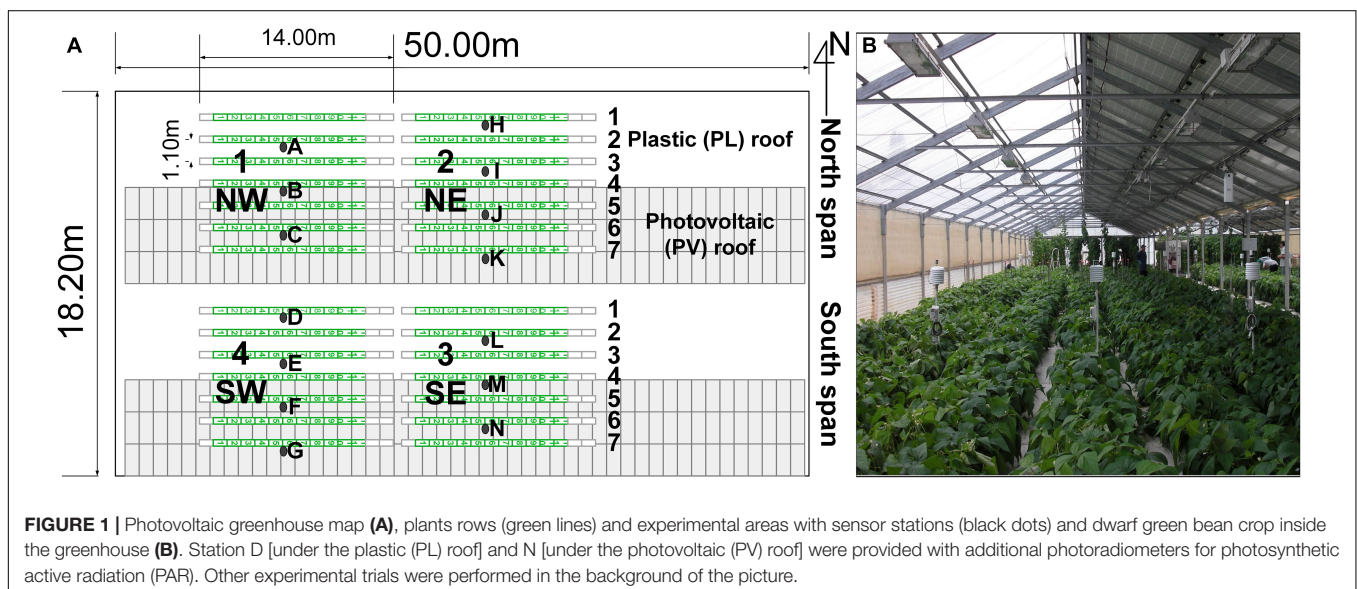 A
14.00m
50.00m
N
B
18.20m
1.10m
1
NW
2
NE
A
B
C
H
I
J
K
1
2
3
4
5
6
7
Plastic (PL) roof
Photovoltaic
(PV) roof
North span
4
SW
3
SE
D
E
F
G
L
M
N
1
2
3
4
5
6
7
South span
FIGURE 1 | Photovoltaic greenhouse map (A), plants rows (green lines) and experimental areas with sensor stations (black dots) and dwarf green bean crop inside
the greenhouse (B). Station D [under the plastic (PL) roof] and N [under the photovoltaic (PV) roof] were provided with additional photoradiometers for photosynthetic
active radiation (PAR). Other experimental trials were performed in the background of the picture.